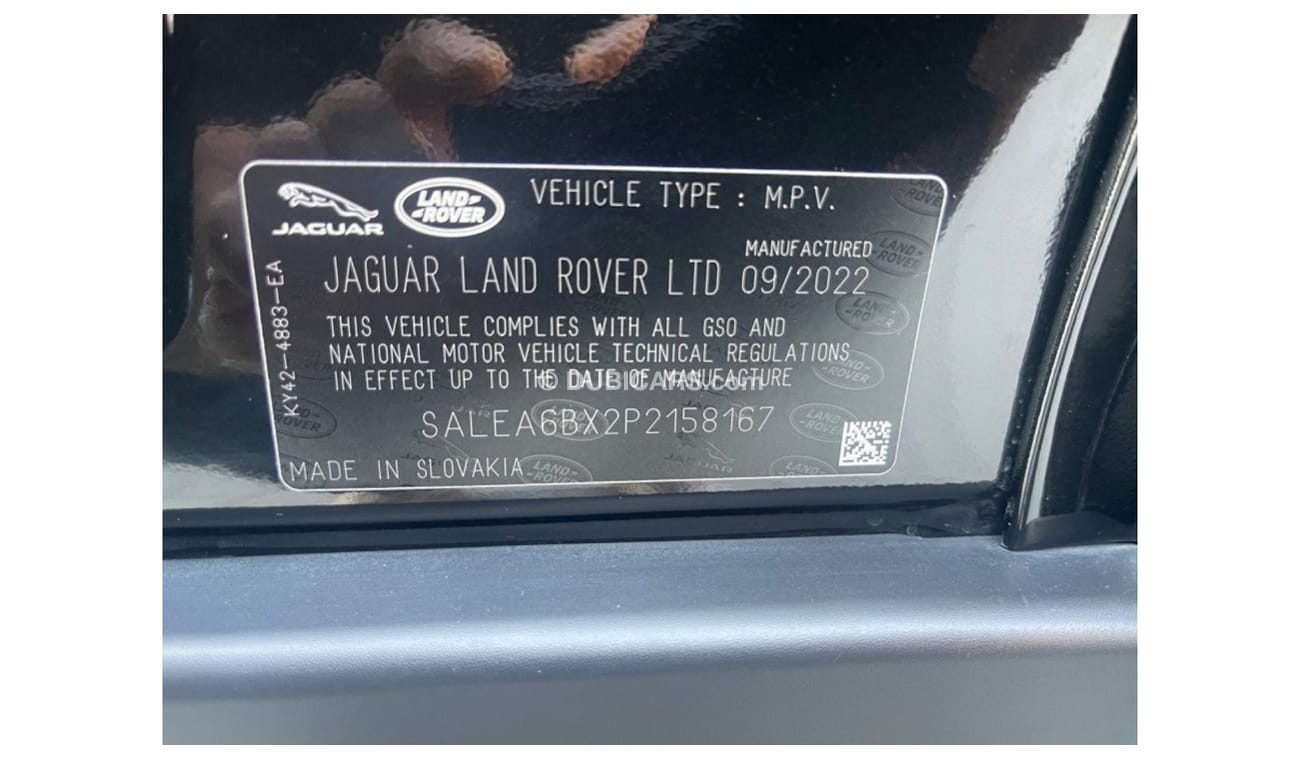 JAGUAR
LAND-
-ROVER
VEHICLE TYPE : M.P.V.
MANUFACTURED
JAGUAR LAND ROVER LTD 09/2022
KY42-4883-EA
THIS VEHICLE COMPLIES WITH ALL GSO AND
NATIONAL MOTOR VEHICLE TECHNICAL REGULATIONS
IN EFFECT UP TO THE DATE OF MANUFACTURE
© DUBICARS.com
SALEA6BX2P2158167
MADE IN SLOVAKIA